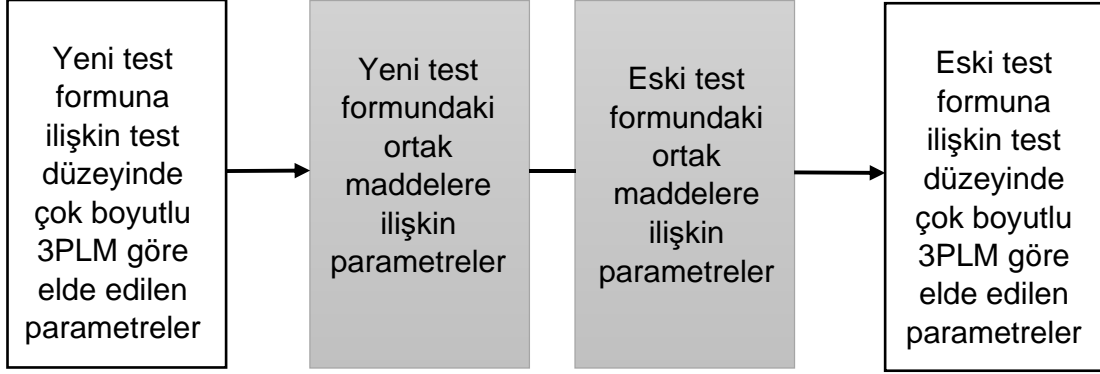 Yeni test
formuna
ilişkin test
düzeyinde
çok boyutlu
3PLM göre
elde edilen
parametreler
Yeni test
formundaki
ortak
maddelere
ilişkin
parametreler
Eski test
formundaki
ortak
maddelere
ilişkin
parametreler
Eski test
formuna
ilişkin test
düzeyinde
çok boyutlu
3PLM göre
elde edilen
parametreler